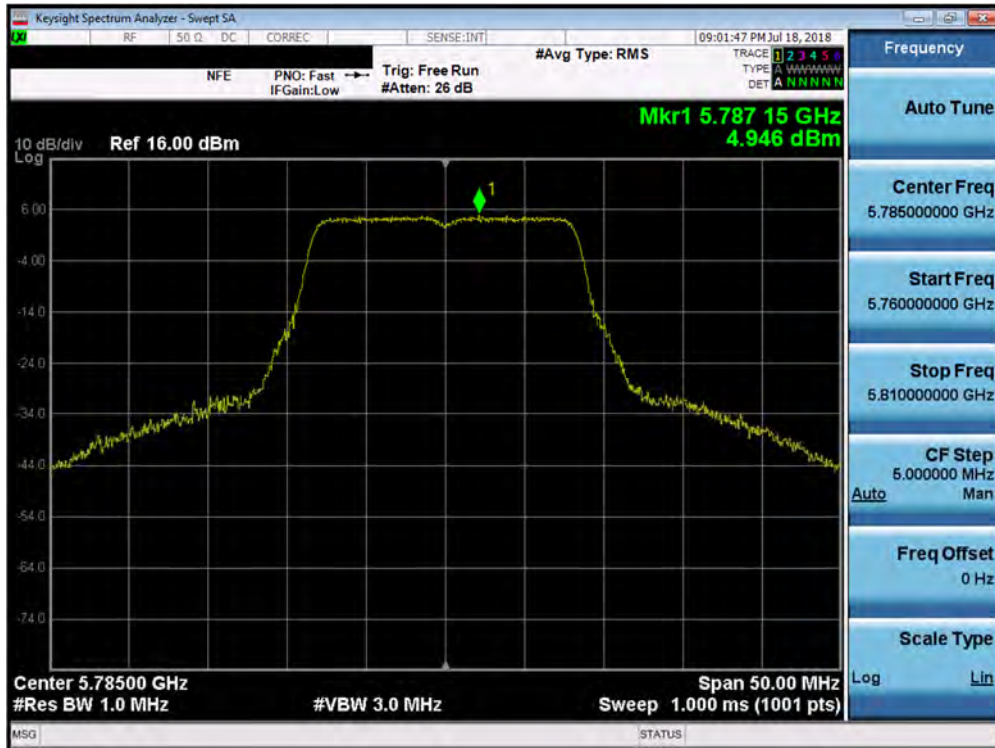 Keysight Spectrum Analyzer - Swept SA
LXI RF 50 Ω DC CORREC SENSE:INT 09:01:47 PM Jul 18, 2018
NFE PNO: Fast Trig: Free Run #Avg Type: RMS TRACE 1 2 3 4 5 6
IFGain:Low #Atten: 26 dB TYPE A WWWWW
DET A N N N N N
Mkr1 5.787 15 GHz
4.946 dBm
10 dB/div Ref 16.00 dBm
Log
1
6.00
-4.00
-14.0
-24.0
-34.0
-44.0
-54.0
-64.0
-74.0
Center 5.78500 GHz Span 50.00 MHz
#Res BW 1.0 MHz #VBW 3.0 MHz Sweep 1.000 ms (1001 pts)
MSG STATUS
Frequency
Auto Tune
Center Freq
5.785000000 GHz
Start Freq
5.760000000 GHz
Stop Freq
5.810000000 GHz
CF Step
5.000000 MHz
Auto Man
Freq Offset
0 Hz
Scale Type
Log Lin